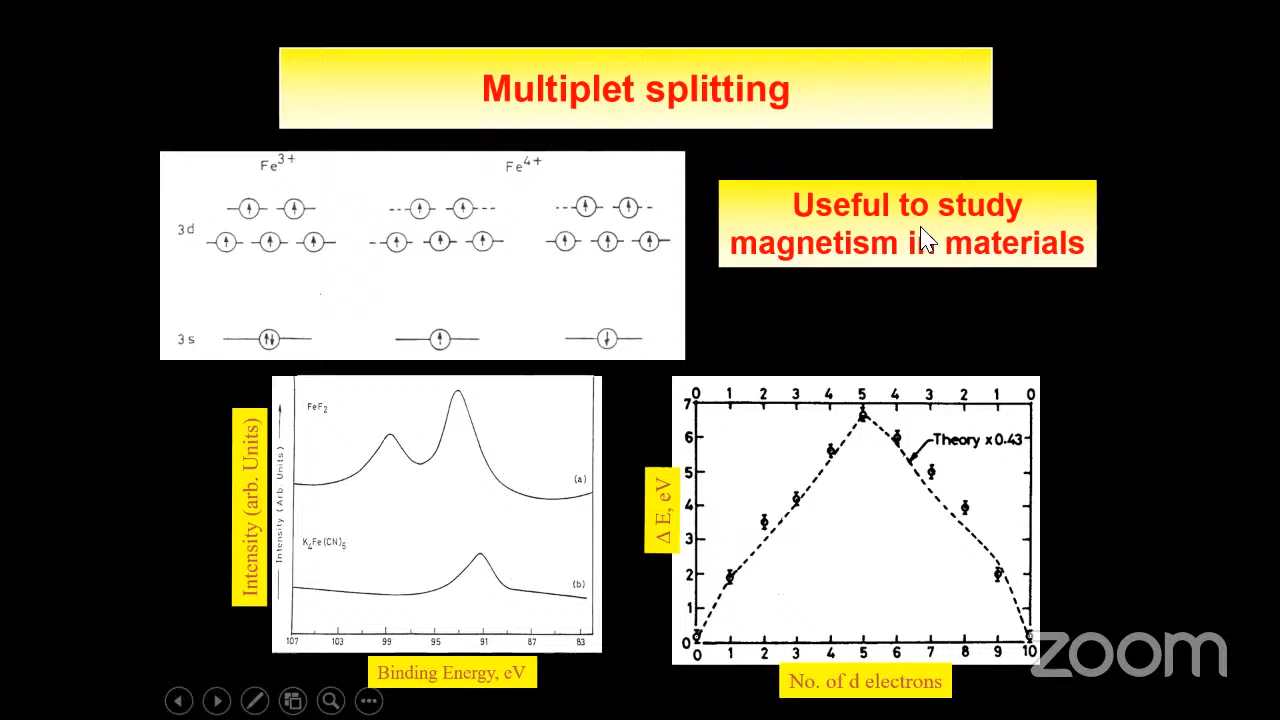 Multiplet splitting
Fe3+
Fe4+
3d
3s
Useful to study
magnetism in materials
Intensity (arb. Units)
Intensity (Arb. Units)
FeF2
(a)
K4Fe(CN)6
(b)
107 103 99 95 91 87 83
Binding Energy, eV
0 1 2 3 4 5 4 3 2 1 0
7
6
5
4
3
2
1
0
Theory x 0.43
Δ E, eV
0 1 2 3 4 5 6 7 8 9 10
No. of d electrons
zoom